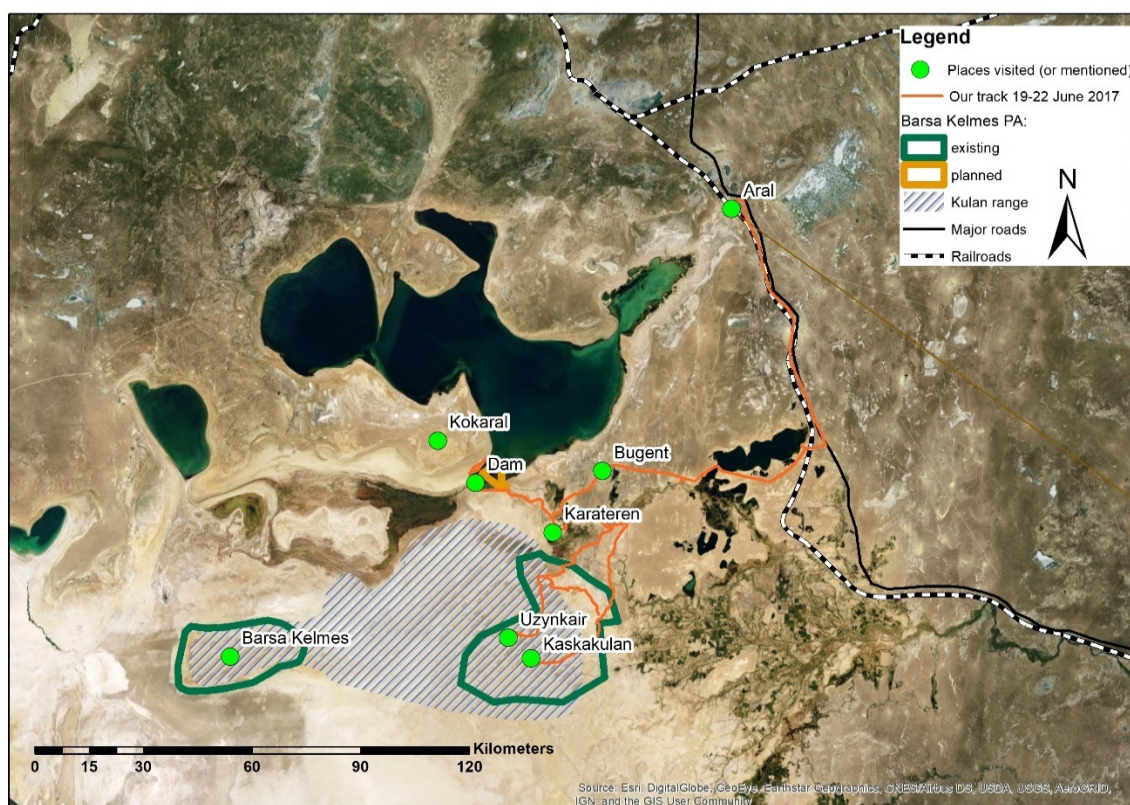 Legend
Places visited (or mentioned)
Our track 19-22 June 2017
Barsa Kelmes PA:
existing
planned
Kulan range
Major roads
Railroads
N
Aral
Kokaral
Dam
Bugent
Karateren
Uzynkair
Kaskakulan
Barsa Kelmes
Kilometers
0 15 30 60 90 120
Source: Esri, DigitalGlobe, GeoEye, Earthstar Geographics, CNES/Airbus DS, USDA, USGS, AeroGRID,
IGN, and the GIS User Community